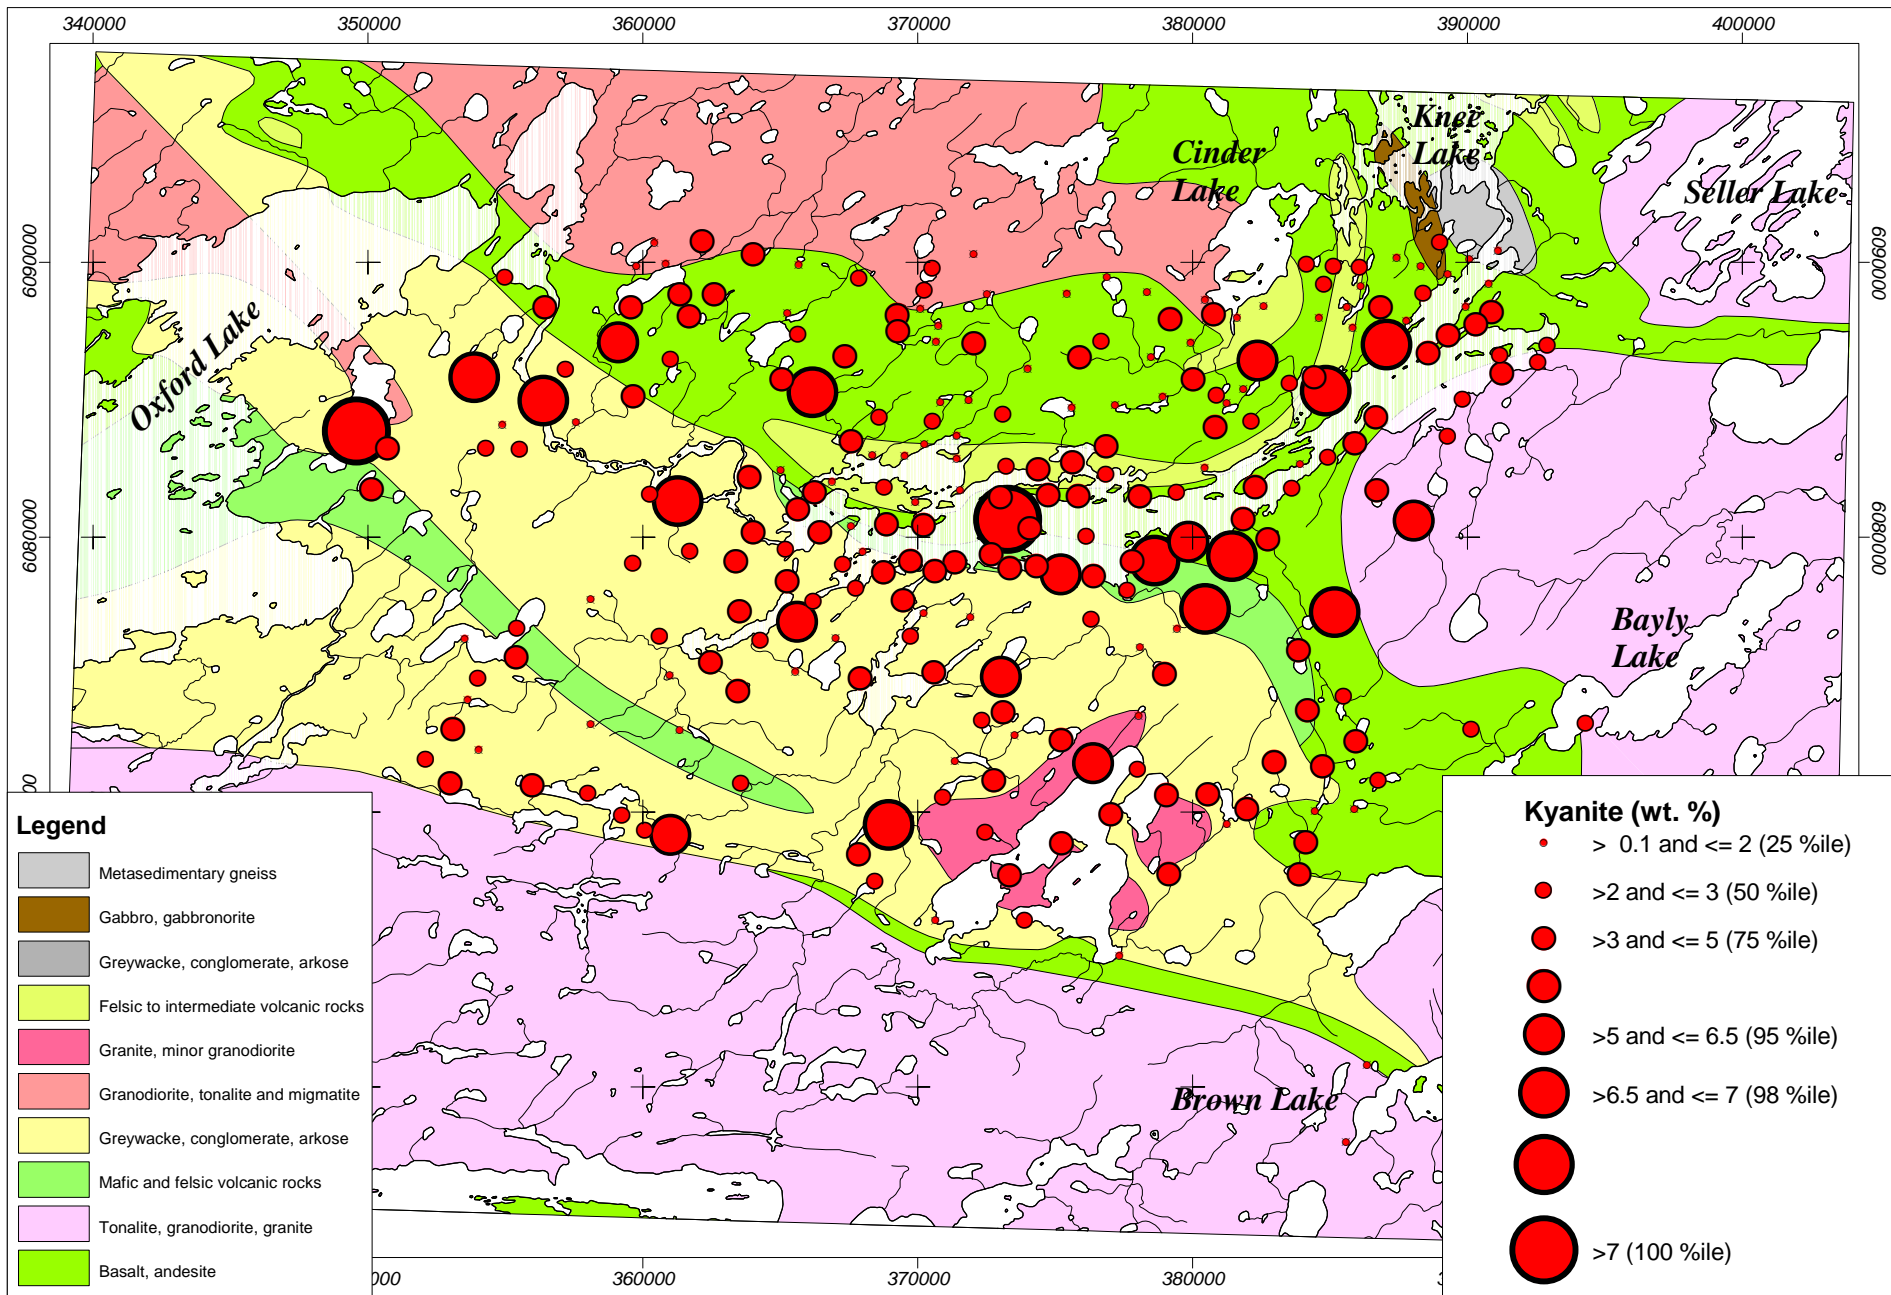 340000 350000 360000 370000 380000 390000 400000
6090000
6080000
6090000
6080000
Knee
Lake
Cinder
Lake
Seller Lake
Oxford Lake
Bayly
Lake
Brown Lake
Legend
Metasedimentary gneiss
Gabbro, gabbronorite
Greywacke, conglomerate, arkose
Felsic to intermediate volcanic rocks
Granite, minor granodiorite
Granodiorite, tonalite and migmatite
Greywacke, conglomerate, arkose
Mafic and felsic volcanic rocks
Tonalite, granodiorite, granite
Basalt, andesite
Kyanite (wt. %)
> 0.1 and <= 2 (25 %ile)
>2 and <= 3 (50 %ile)
>3 and <= 5 (75 %ile)
>5 and <= 6.5 (95 %ile)
>6.5 and <= 7 (98 %ile)
>7 (100 %ile)
360000 370000 380000